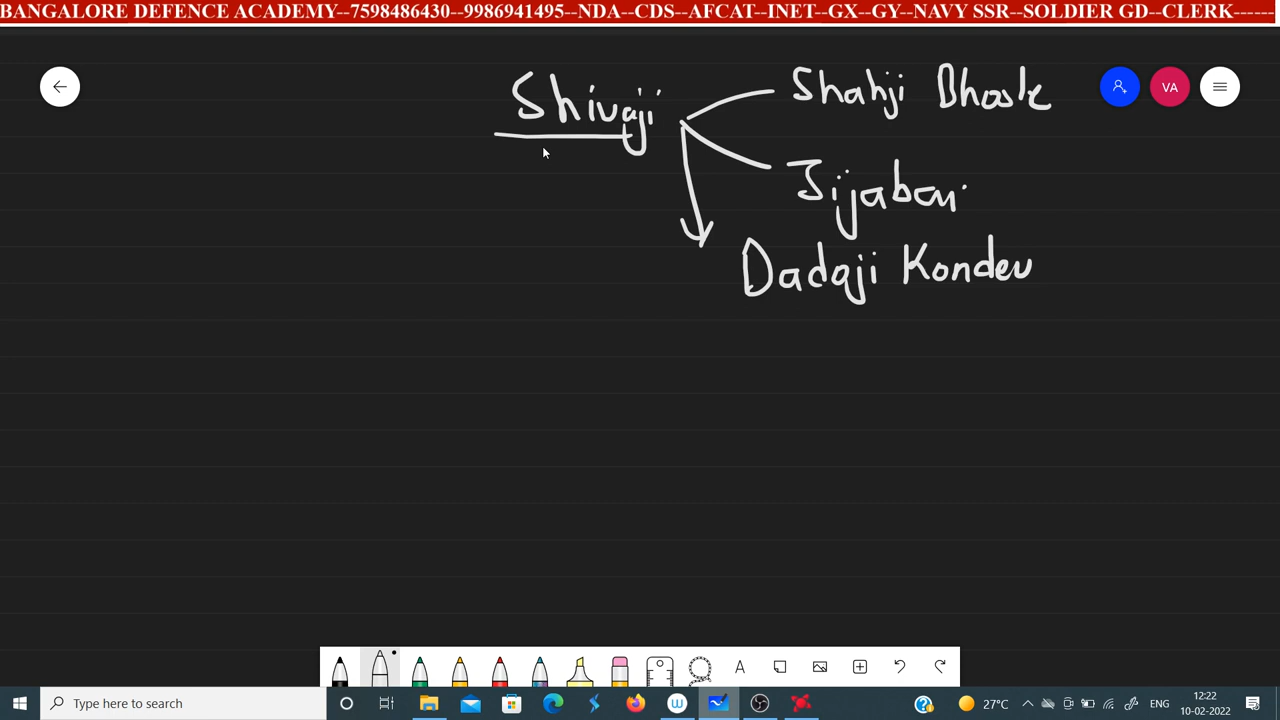 BANGALORE DEFENCE ACADEMY--7598486430--9986941495--NDA--CDS--AFCAT--INET--GX--GY--NAVY SSR--SOLDIER GD--CLERK------
Shivaji
Shahji Bhosle
VA
Jijabai
Dadaji Kondev
A
Type here to search
27°C
ENG
12:22
10-02-2022